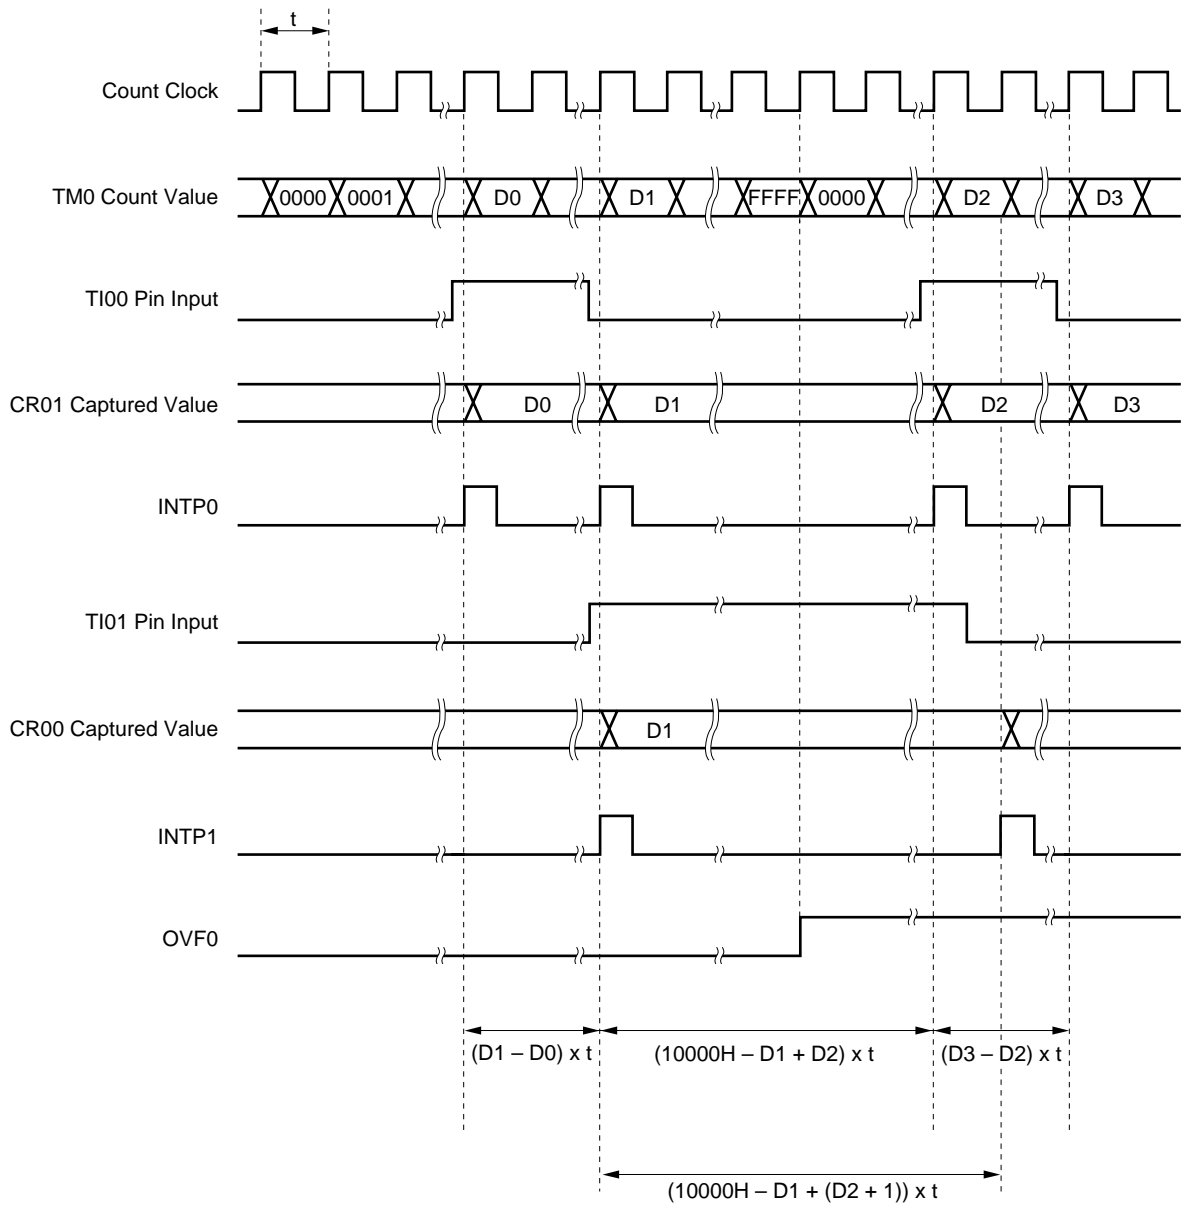 t
Count Clock
TM0 Count Value 0000 0001 D0 D1 FFFF 0000 D2 D3
TI00 Pin Input
CR01 Captured Value D0 D1 D2 D3
INTP0
TI01 Pin Input
CR00 Captured Value D1
INTP1
OVF0
(D1 – D0) x t (10000H – D1 + D2) x t (D3 – D2) x t
(10000H – D1 + (D2 + 1)) x t